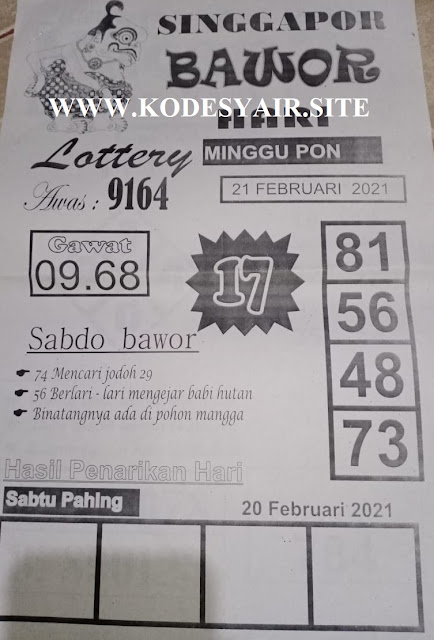 SINGGAPOR
BAWOR
WWW.KODESYAIR.SITE
HARI
Lottery MINGGU PON
Awas : 9164
21 FEBRUARI 2021
Gawat
09.68
17
81
56
48
73
Sabdo bawor
74 Mencari jodoh 29
56 Berlari - lari mengejar babi hutan
Binatangnya ada di pohon mangga
Hasil Penarikan Hari
Sabtu Pahing
20 Februari 2021